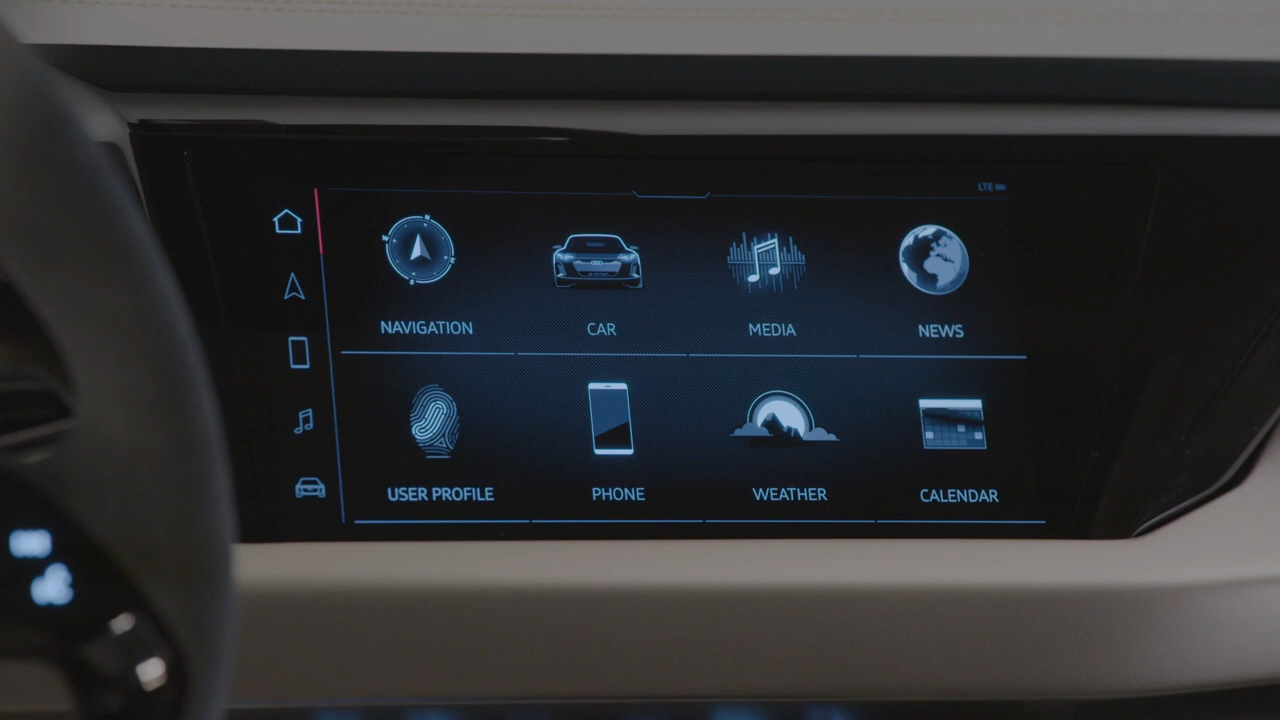 LTE
NAVIGATION
CAR
MEDIA
NEWS
USER PROFILE
PHONE
WEATHER
CALENDAR